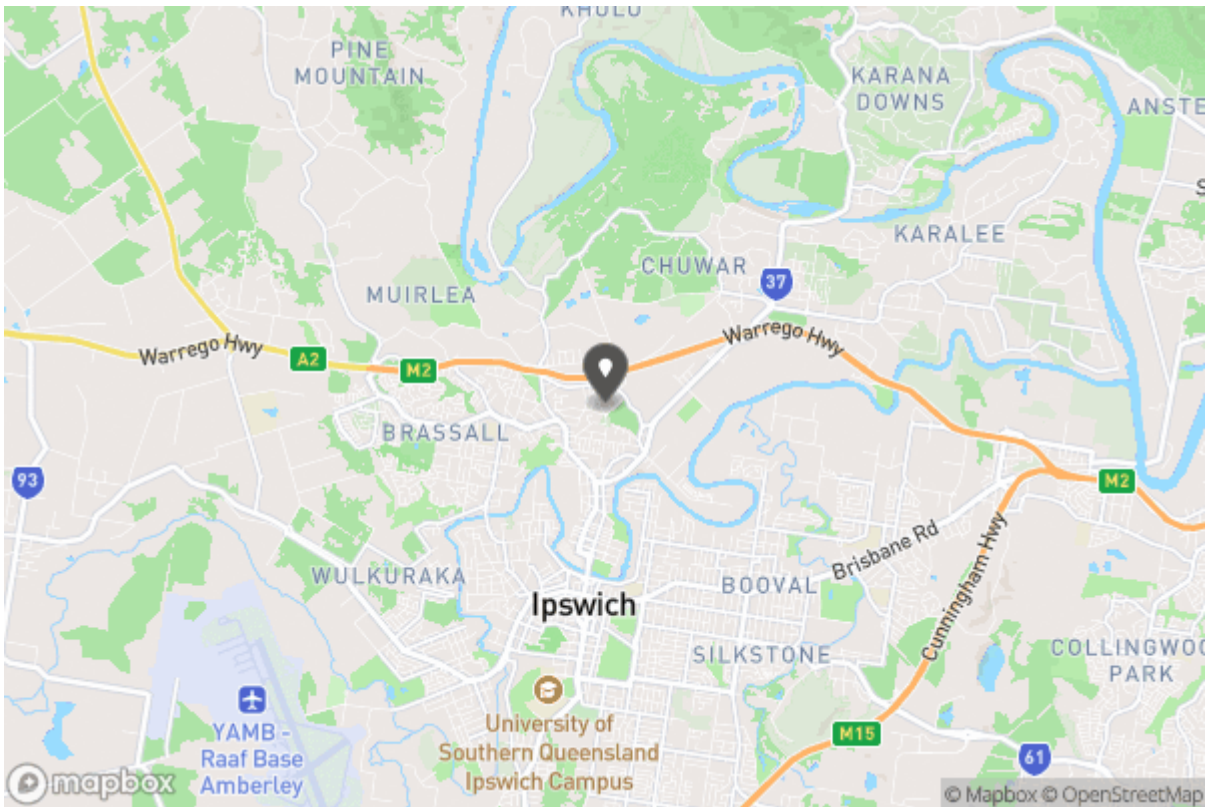 KHOLO
PINE
MOUNTAIN
KARANA
DOWNS
ANSTE
S
KARALEE
CHUWAR
37
MUIRLEA
Warrego Hwy
Warrego Hwy
A2
M2
BRASSALL
93
M2
Brisbane Rd
WULKURAKA
BOOVAL
Ipswich
Cunningham Hwy
SILKSTONE
COLLINGWOO
PARK
University of
Southern Queensland
Ipswich Campus
YAMB -
Raaf Base
Amberley
M15
61
mapbox
© Mapbox © OpenStreetMap